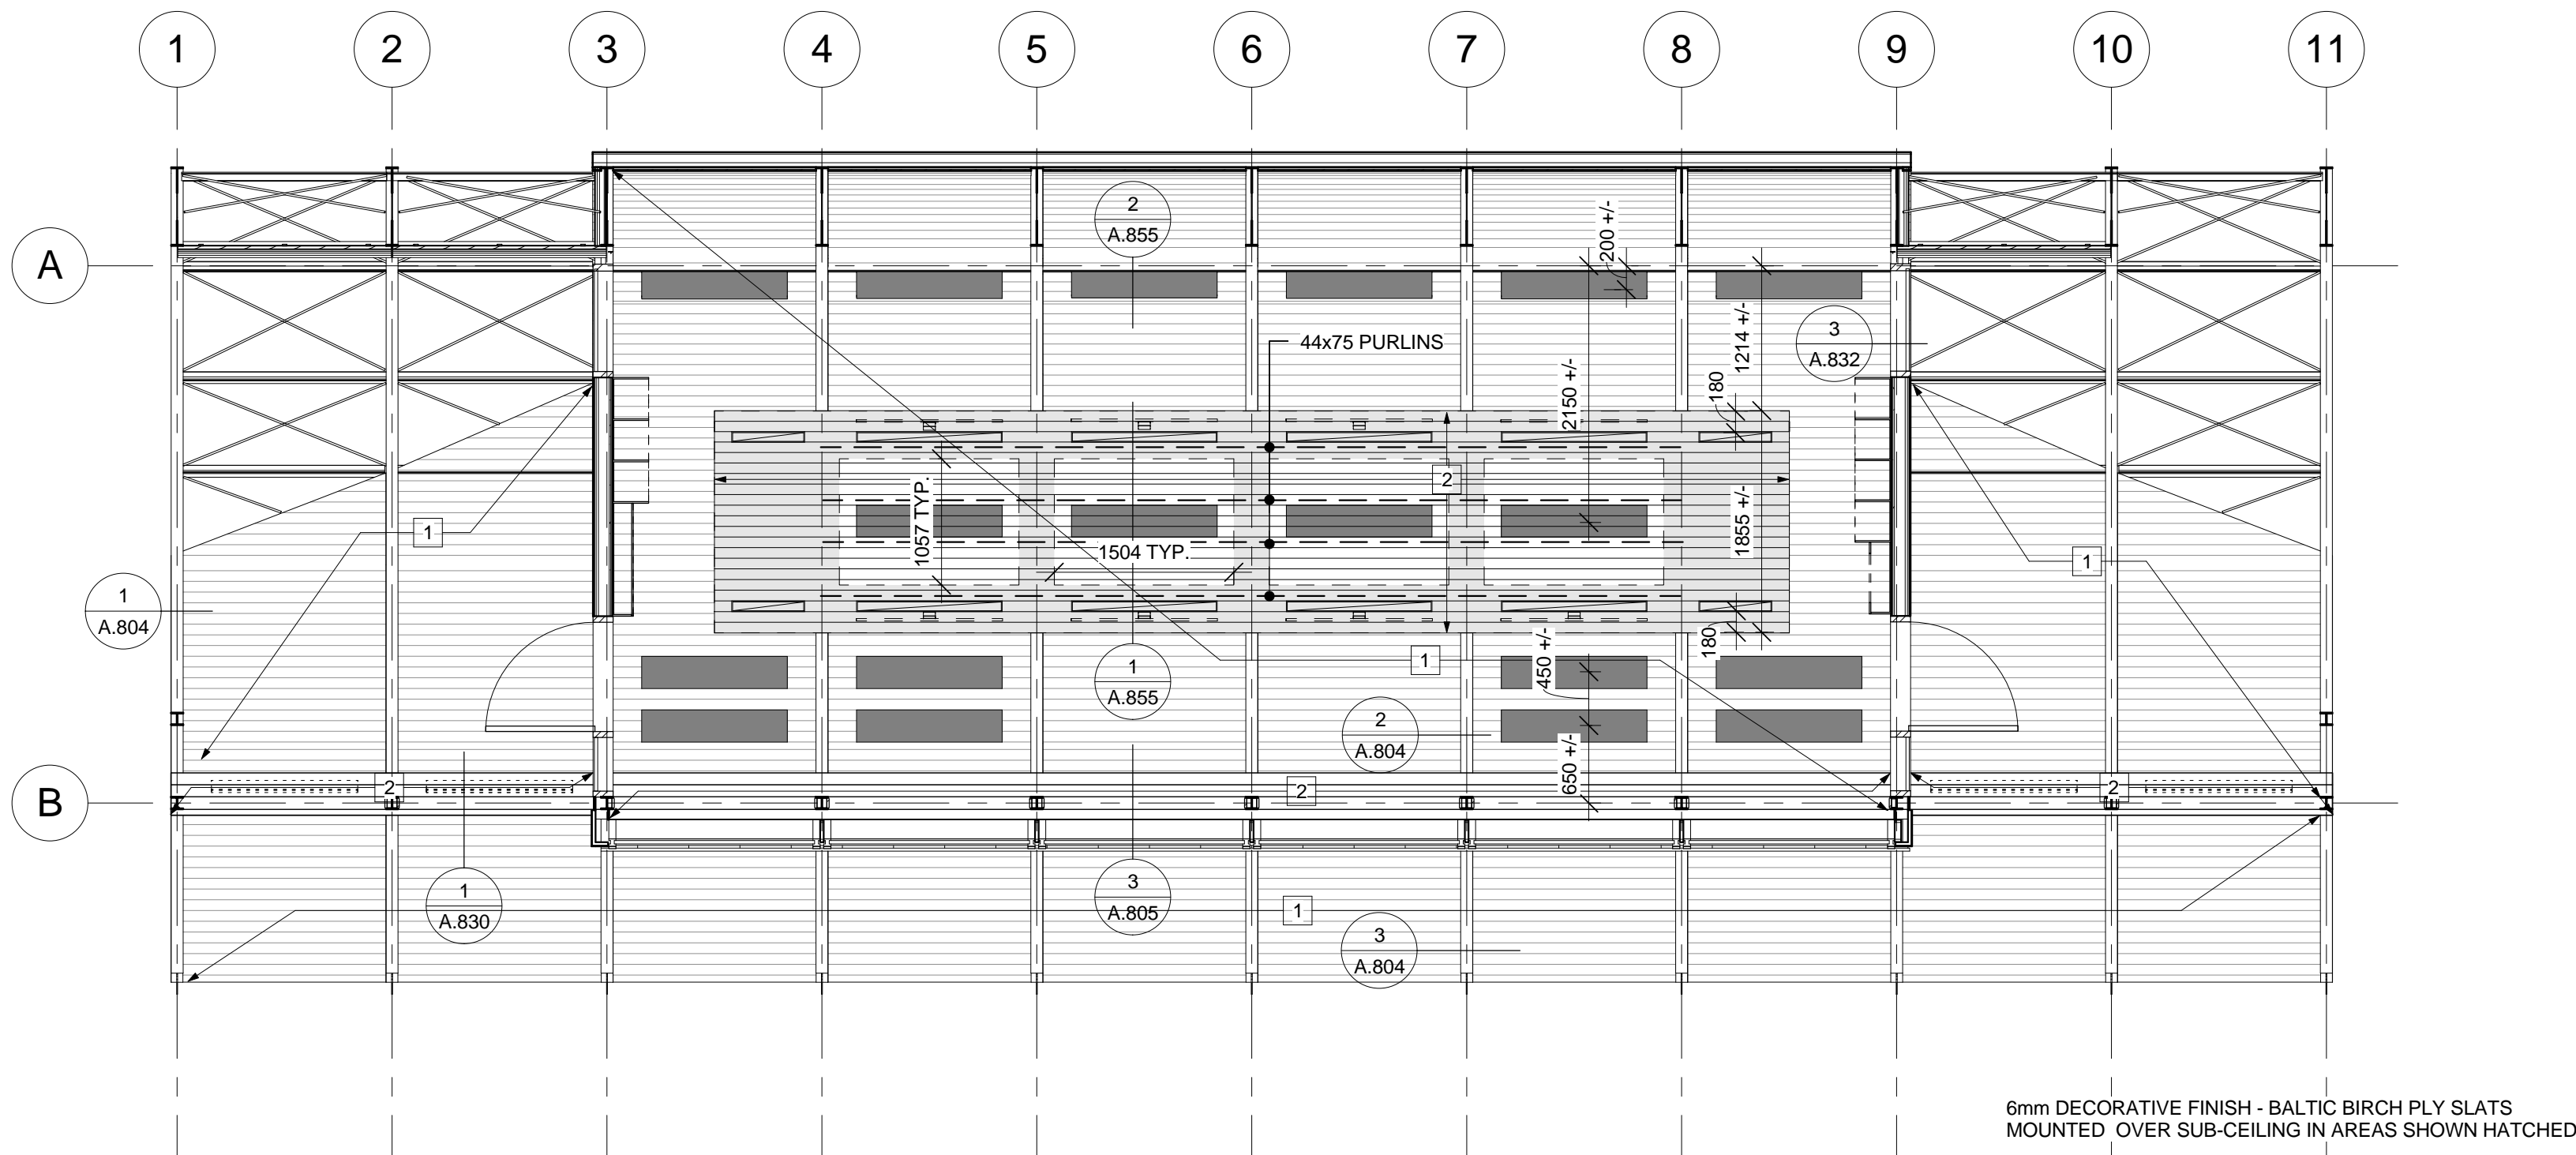 1
2
3
4
5
6
7
8
9
10
11
2
A.855
200 +/-
A
44x75 PURLINS
1214 +/-
3
A.832
2150 +/-
180
2
1
1057 TYP.
1504 TYP.
1855 +/-
1
1
A.804
180
450 +/-
1
1
A.855
2
A.804
650 +/-
B
2
2
2
1
A.830
3
A.805
1
3
A.804
6mm DECORATIVE FINISH - BALTIC BIRCH PLY SLATS
MOUNTED OVER SUB-CEILING IN AREAS SHOWN HATCHED